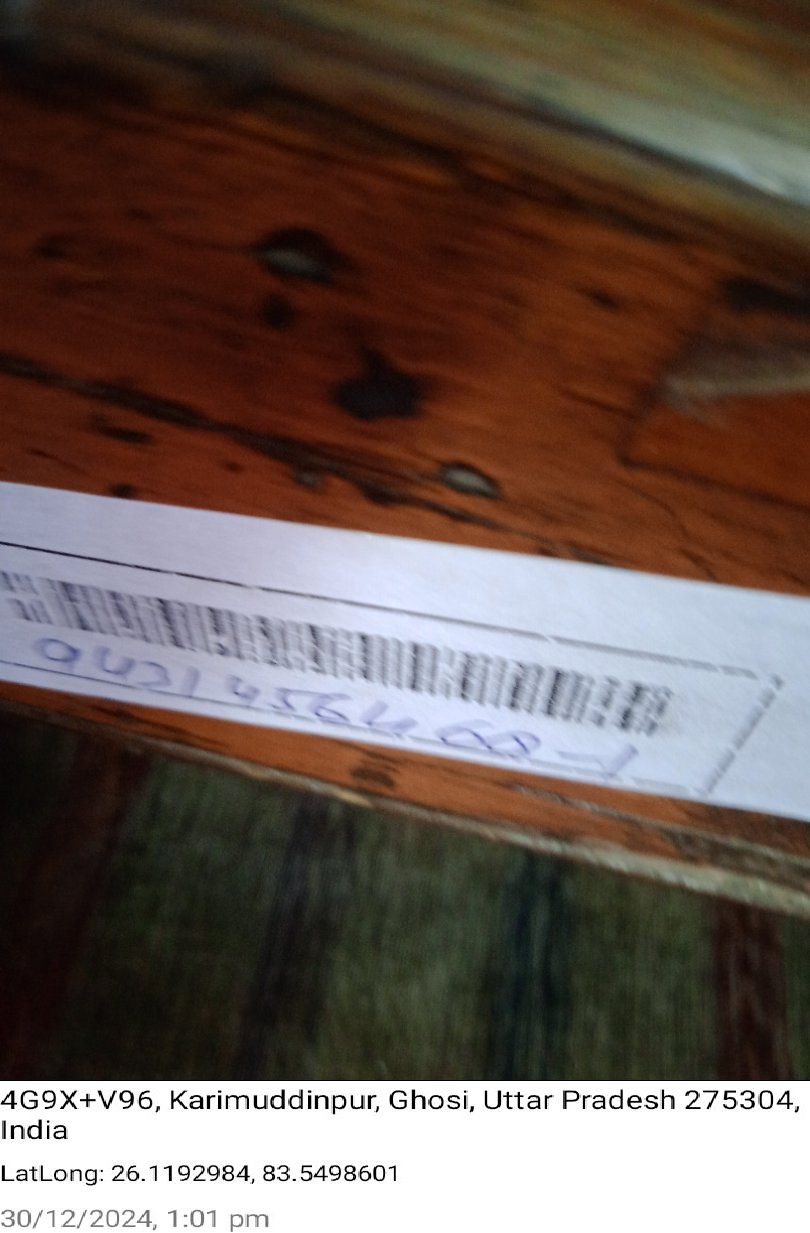 4G9X+V96, Karimuddinpur, Ghosi, Uttar Pradesh 275304,
India
LatLong: 26.1192984, 83.5498601
30/12/2024, 1:01 pm